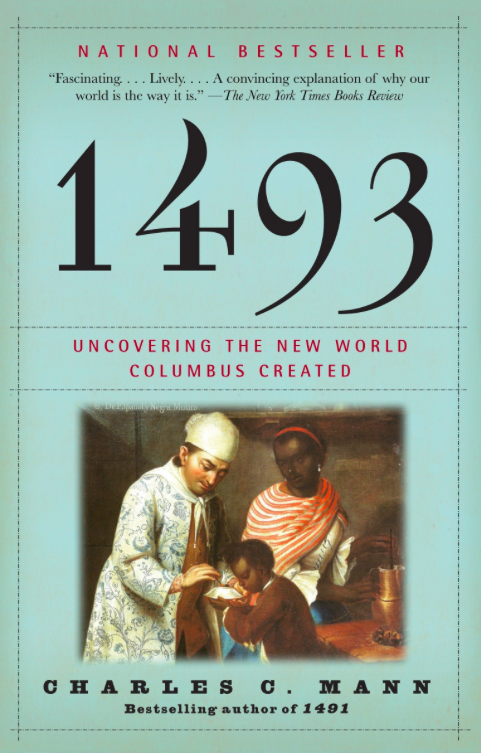 NATIONAL BESTSELLER
“Fascinating. . . . Lively. . . . A convincing explanation of why our
world is the way it is.” —The New York Times Books Review
1493
UNCOVERING THE NEW WORLD
COLUMBUS CREATED
CHARLES C. MANN
Bestselling author of 1491